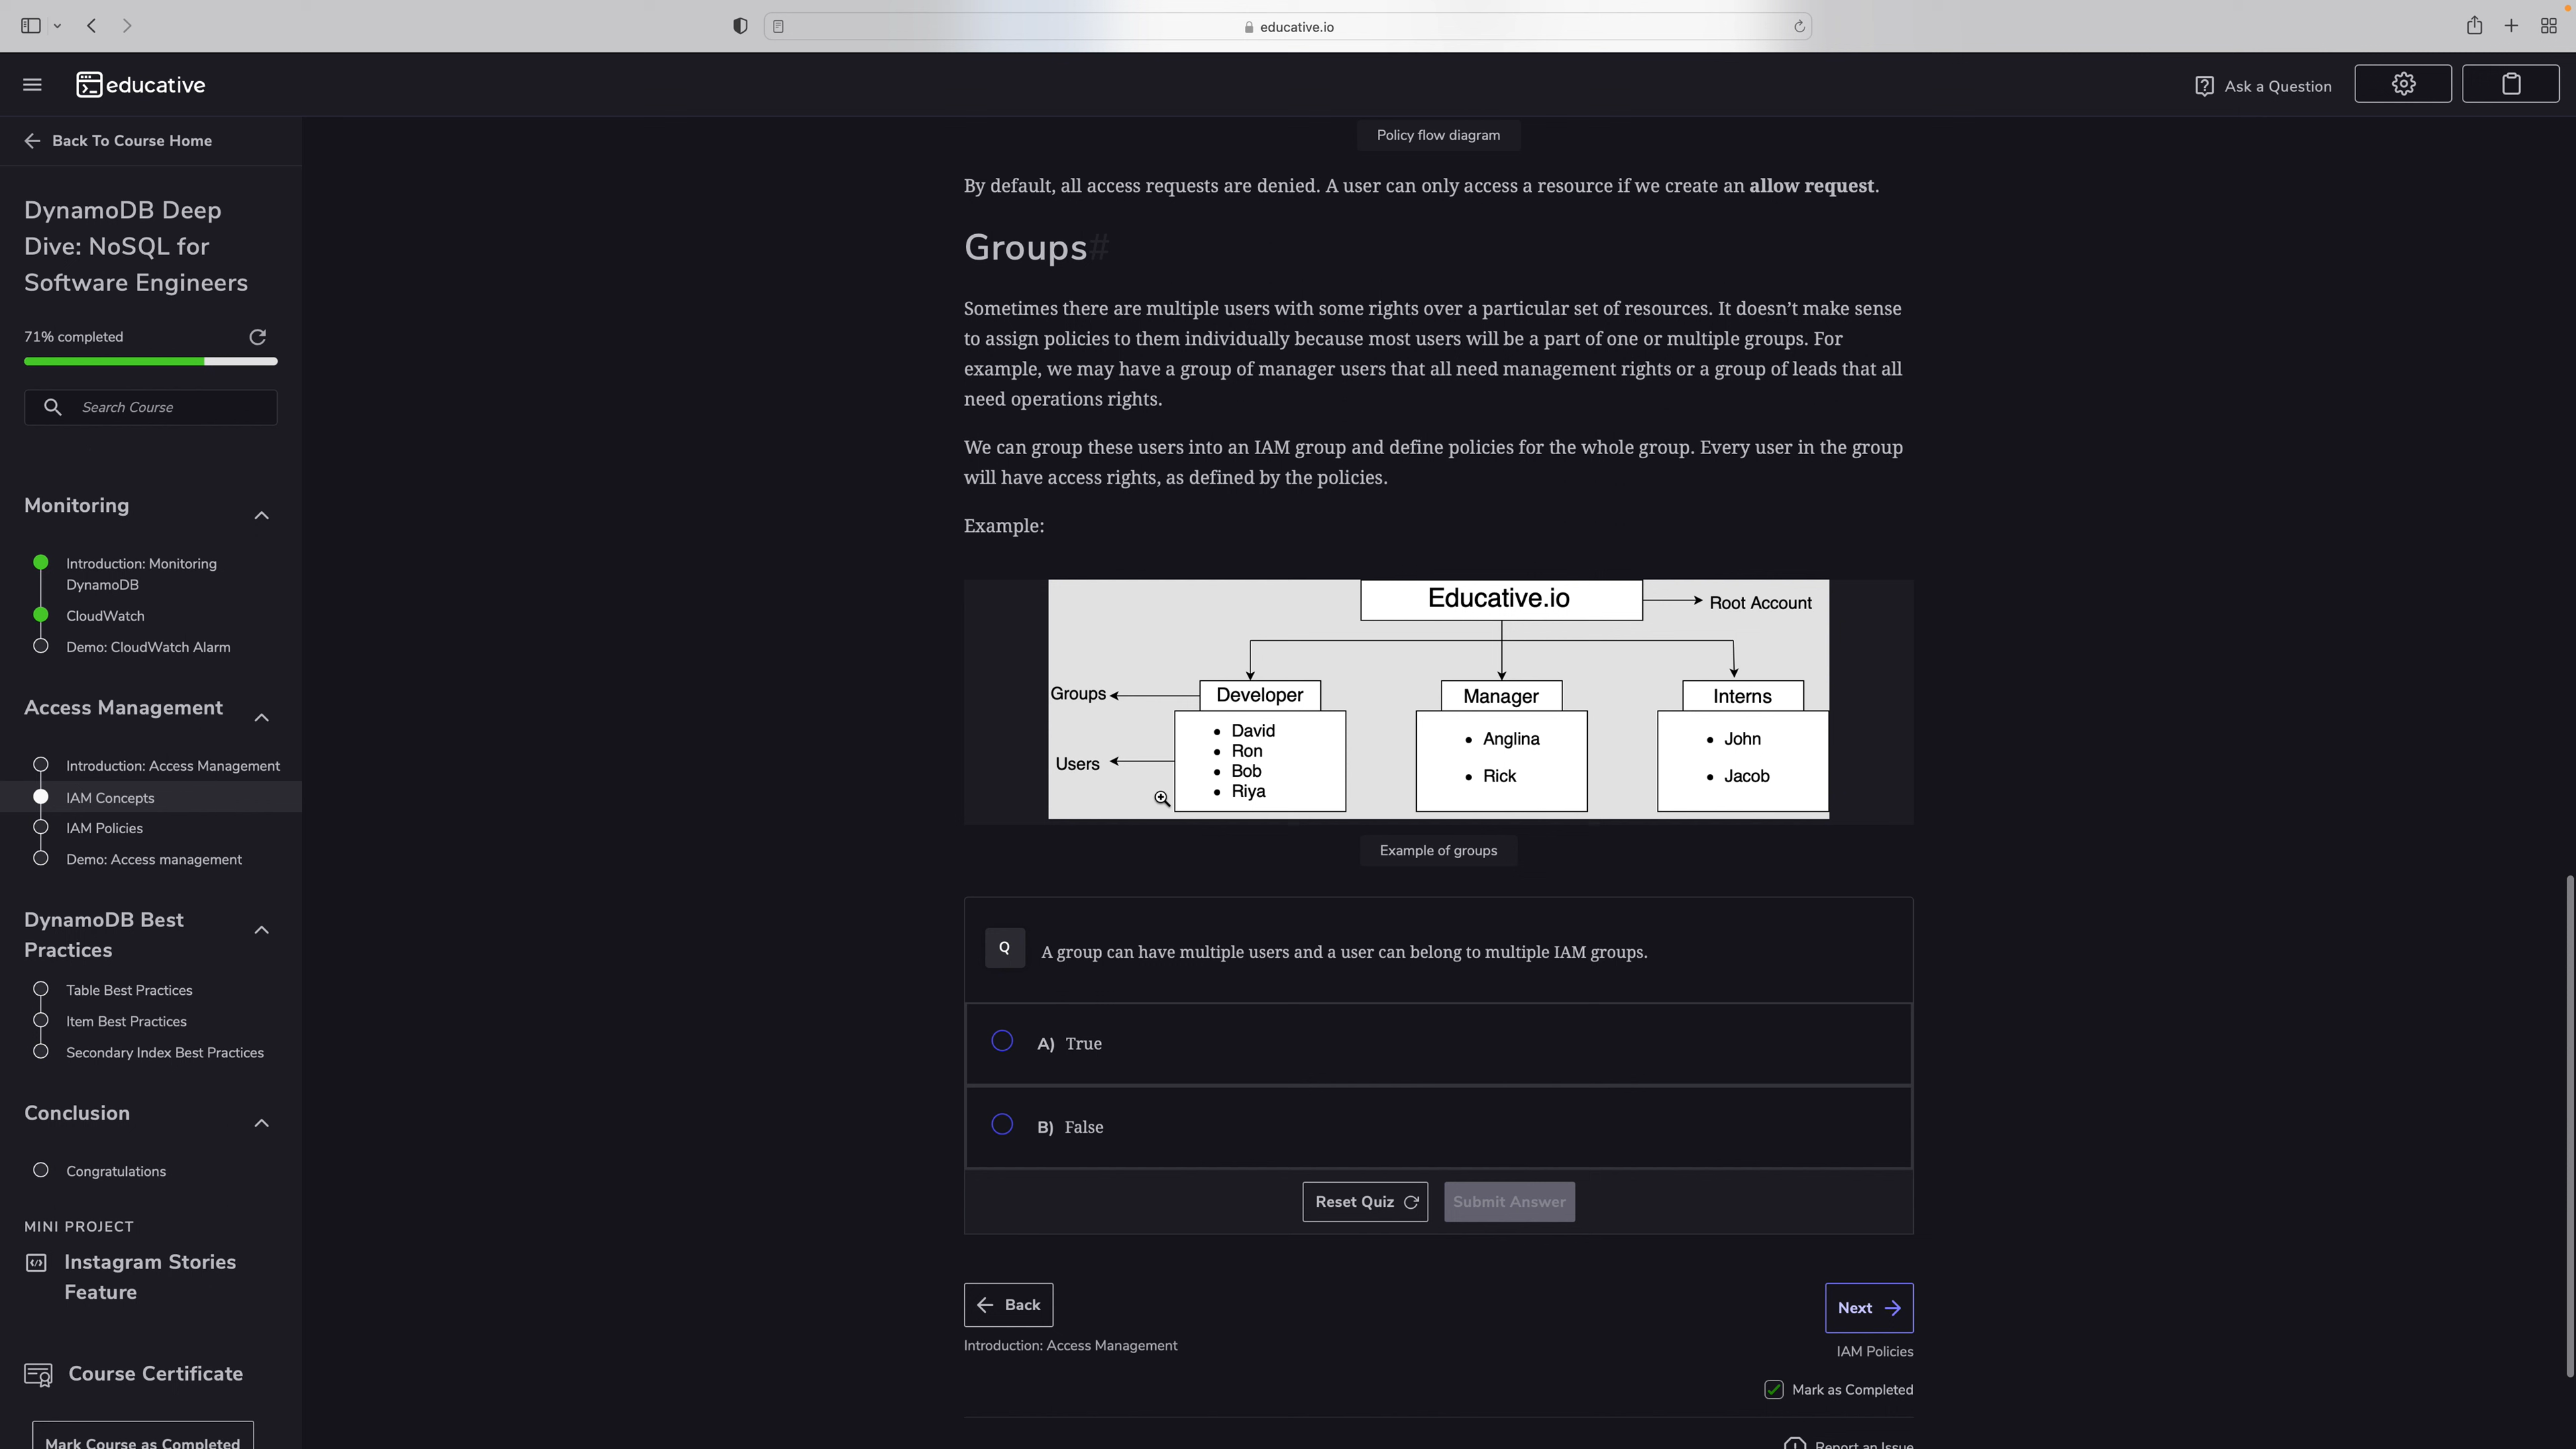 educative.io
educative
Ask a Question
Back To Course Home
DynamoDB Deep
Dive: NoSQL for
Software Engineers
71% completed
Search Course
Monitoring
Introduction: Monitoring
DynamoDB
CloudWatch
Demo: CloudWatch Alarm
Access Management
Introduction: Access Management
IAM Concepts
IAM Policies
Demo: Access management
DynamoDB Best
Practices
Table Best Practices
Item Best Practices
Secondary Index Best Practices
Conclusion
Congratulations
MINI PROJECT
Instagram Stories
Feature
Course Certificate
Mark Course as Completed
Policy flow diagram
By default, all access requests are denied. A user can only access a resource if we create an allow request.
Groups#
Sometimes there are multiple users with some rights over a particular set of resources. It doesn’t make sense
to assign policies to them individually because most users will be a part of one or multiple groups. For
example, we may have a group of manager users that all need management rights or a group of leads that all
need operations rights.
We can group these users into an IAM group and define policies for the whole group. Every user in the group
will have access rights, as defined by the policies.
Example:
Educative.io
Root Account
Groups
Developer
Manager
Interns
Users
• David
• Ron
• Bob
• Riya
• Anglina
• Rick
• John
• Jacob
Example of groups
Q
A group can have multiple users and a user can belong to multiple IAM groups.
A) True
B) False
Reset Quiz
Submit Answer
Back
Next
Introduction: Access Management
IAM Policies
Mark as Completed
Report an Issue